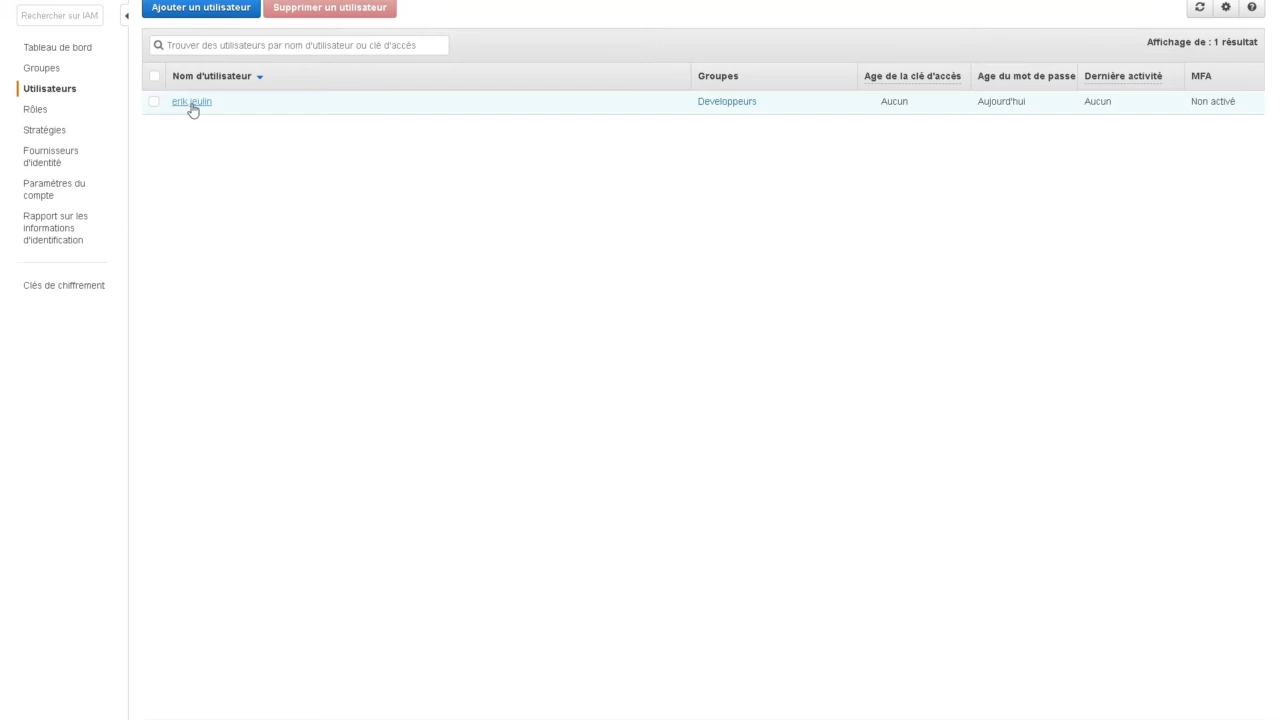 Rechercher sur IAM
Ajouter un utilisateur
Supprimer un utilisateur
Tableau de bord
Groupes
Utilisateurs
Rôles
Stratégies
Fournisseurs
d'identité
Paramètres du
compte
Rapport sur les
informations
d'identification
Clés de chiffrement
Trouver des utilisateurs par nom d'utilisateur ou clé d'accès
Affichage de : 1 résultat
Nom d'utilisateur Groupes Age de la clé d'accès Age du mot de passe Dernière activité MFA
erik jeulin Developpeurs Aucun Aujourd'hui Aucun Non activé